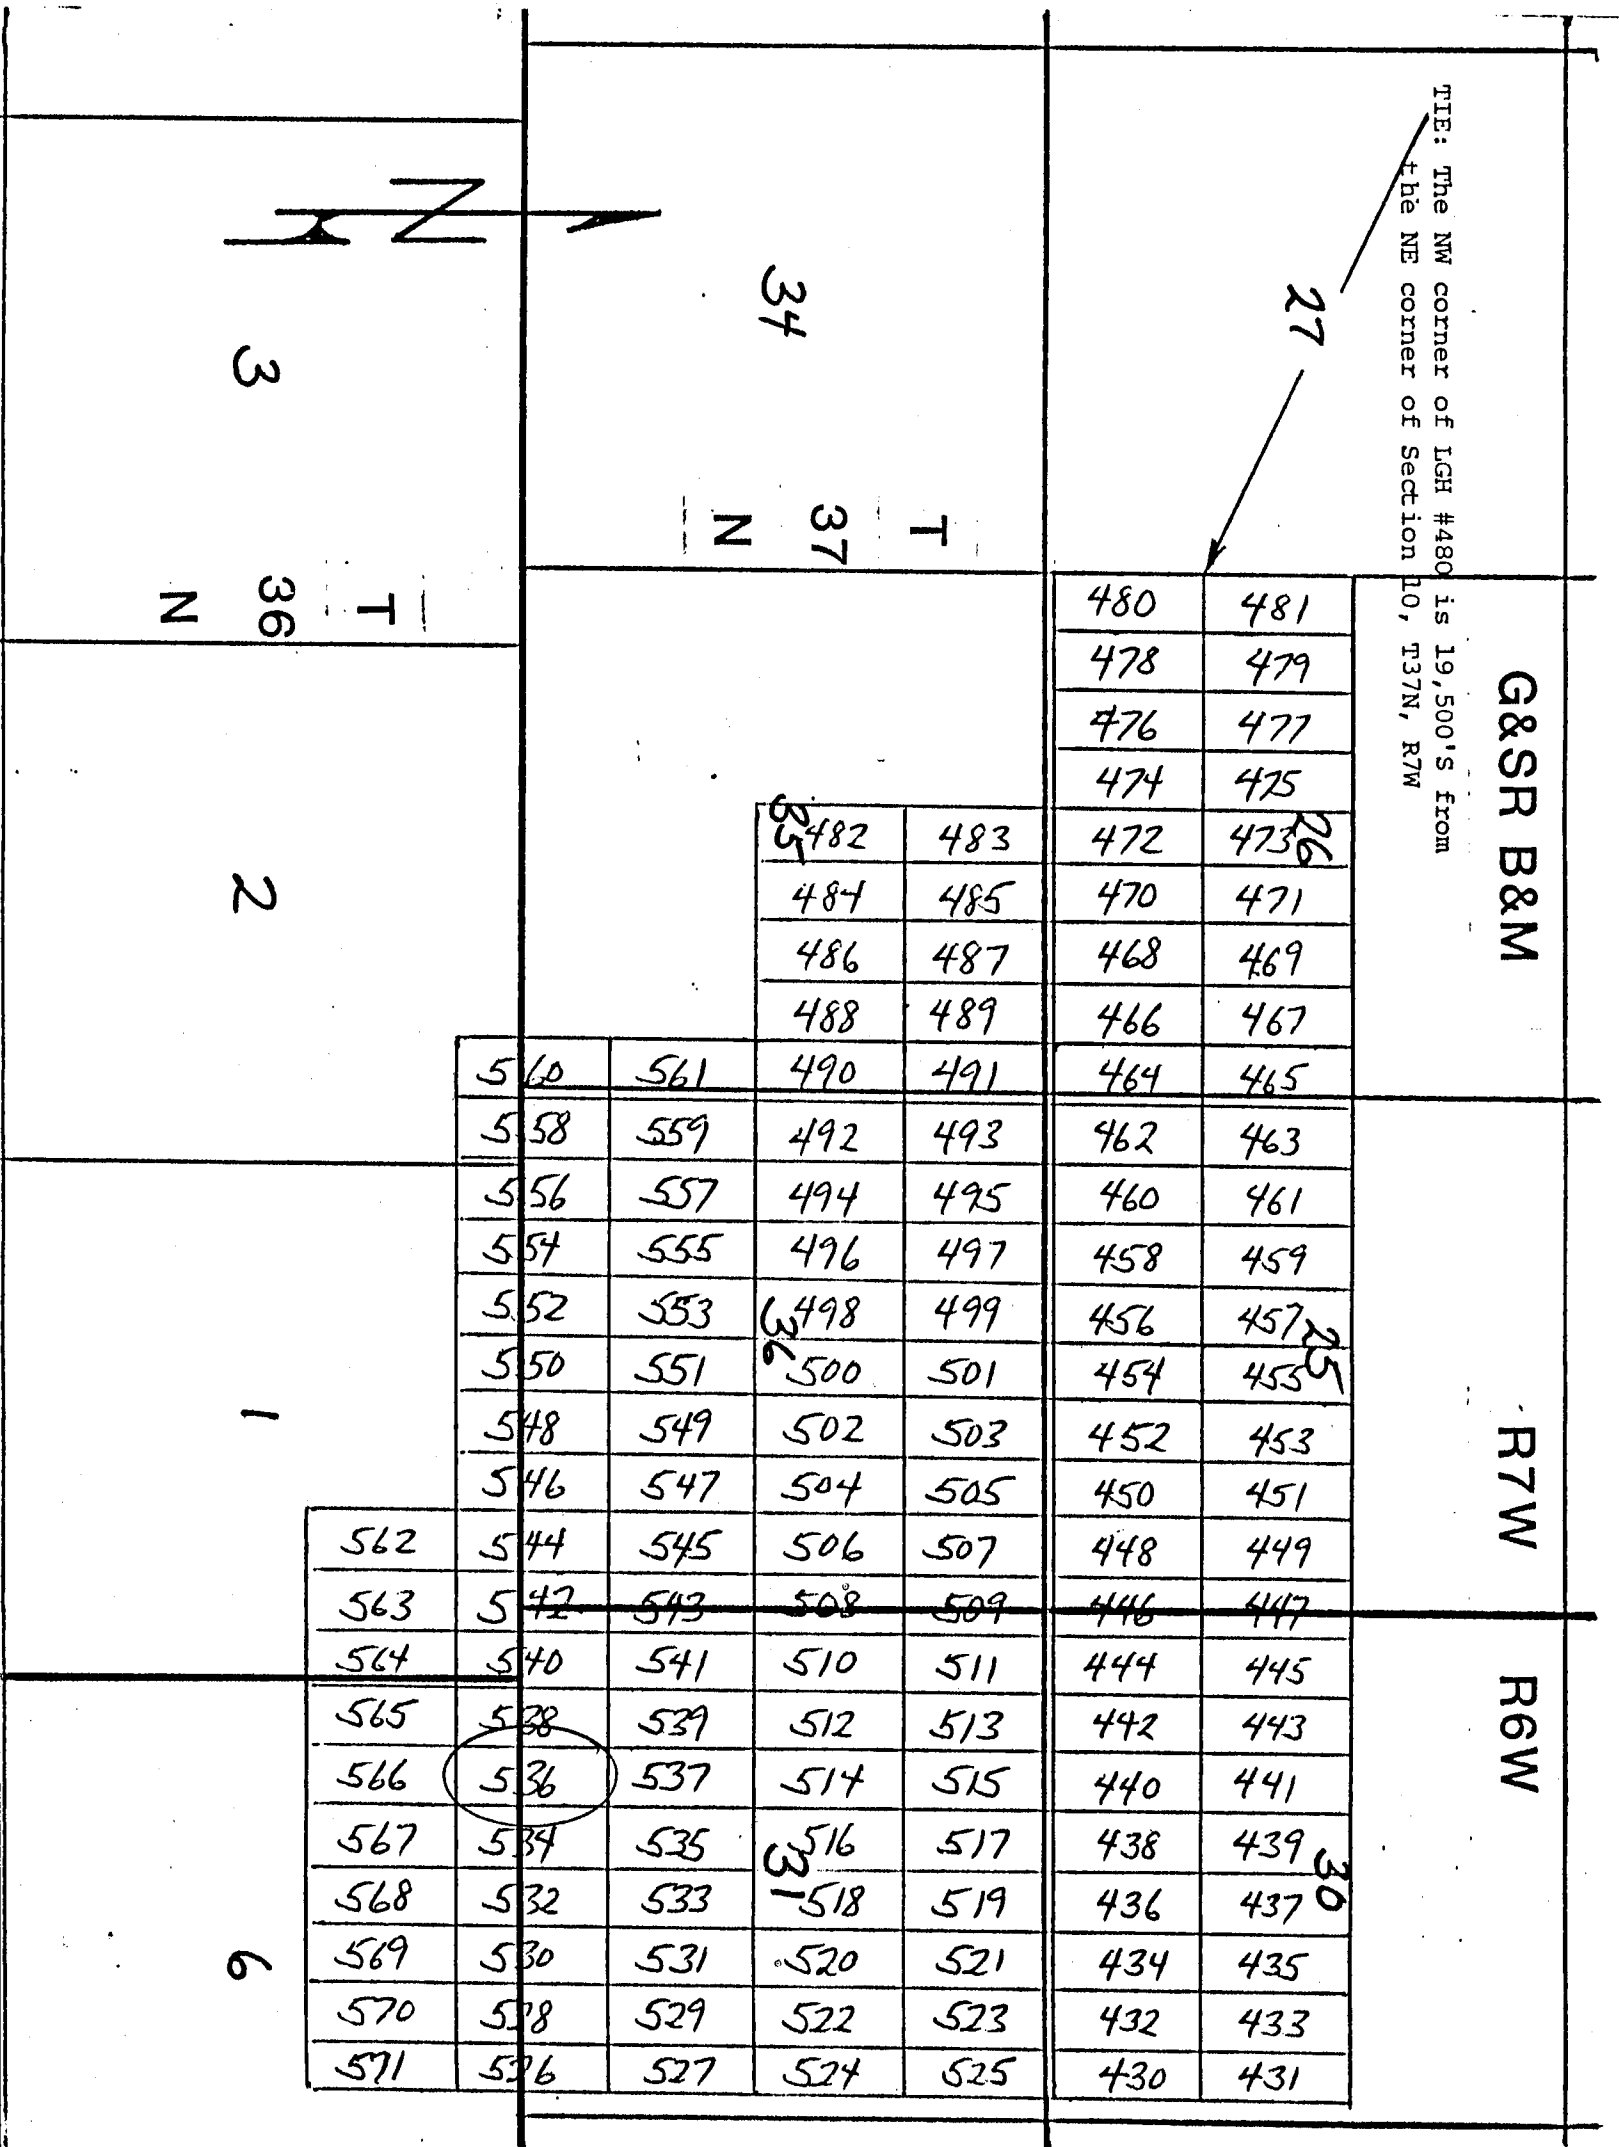 TIE: The NW corner of LGH #480 is 19,500'S from
the NE corner of Section 10, T37N, R7W
G&SR B&M
R7W
R6W
27
34
3
N
T
37
N
T
36
N
2
1
6
35
26
36
25
31
30
480 481
478 479
476 477
474 475
482 483 472 473
484 485 470 471
486 487 468 469
488 489 466 467
560 561 490 491 464 465
558 559 492 493 462 463
556 557 494 495 460 461
554 555 496 497 458 459
552 553 498 499 456 457
550 551 500 501 454 455
548 549 502 503 452 453
546 547 504 505 450 451
562 544 545 506 507 448 449
563 542 543 508 509 446 447
564 540 541 510 511 444 445
565 538 539 512 513 442 443
566 536 537 514 515 440 441
567 534 535 516 517 438 439
568 532 533 518 519 436 437
569 530 531 520 521 434 435
570 528 529 522 523 432 433
571 526 527 524 525 430 431